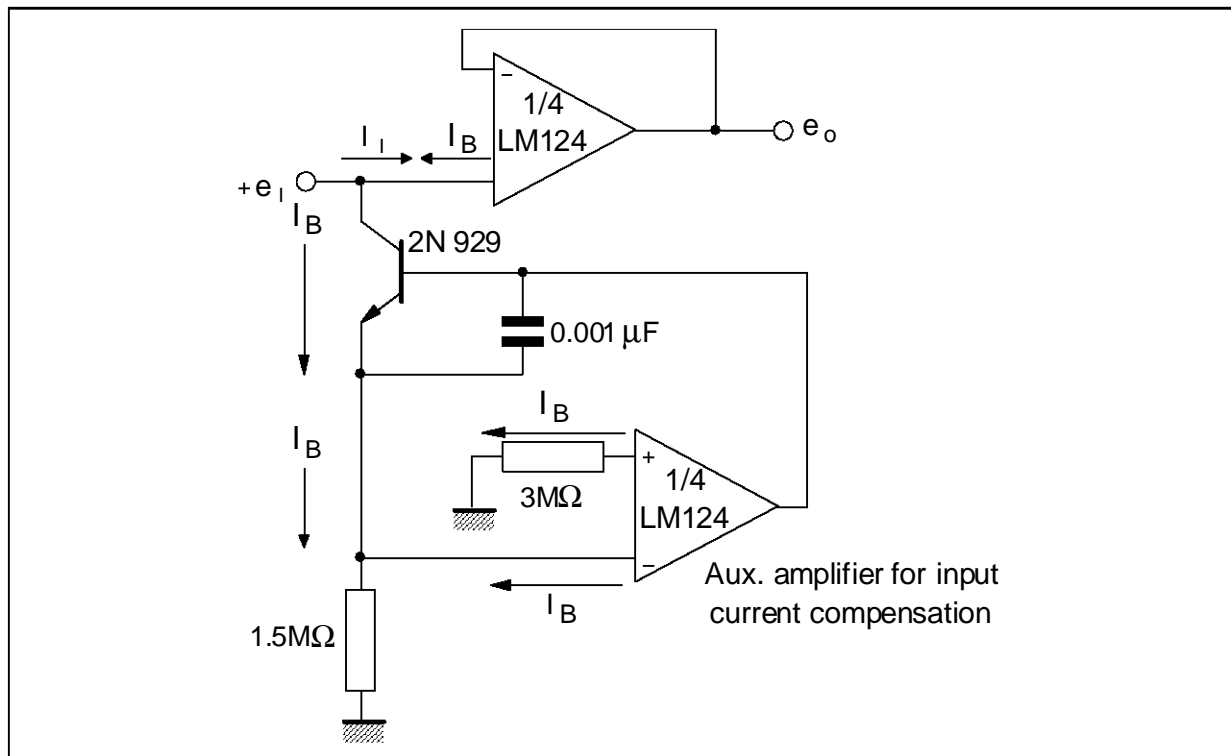 −
1/4
LM124
e o
I I
I B
+e I
I B
2N 929
0.001 µF
I B
I B
+
3MΩ
1/4
LM124
−
I B
Aux. amplifier for input
current compensation
1.5MΩ